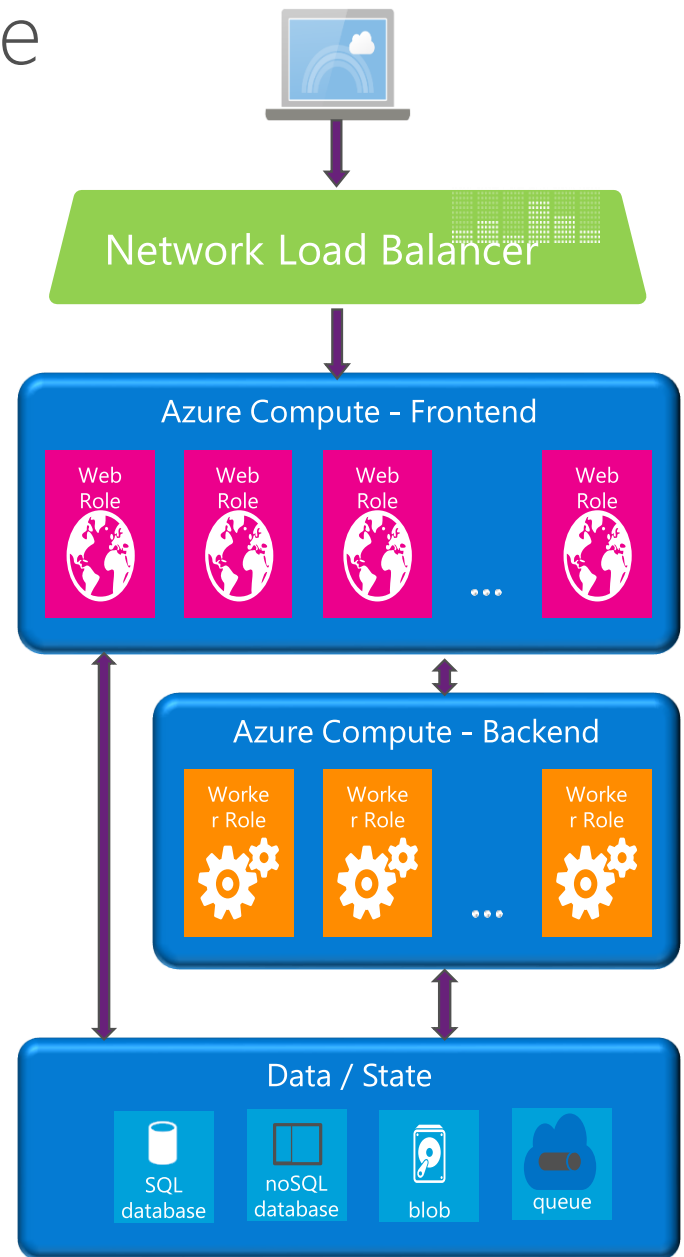 e
Network Load Balancer
Azure Compute - Frontend
Web
Role
Web
Role
Web
Role
...
Web
Role
Azure Compute - Backend
Worke
r Role
Worke
r Role
...
Worke
r Role
Data / State
SQL
database
noSQL
database
blob
queue